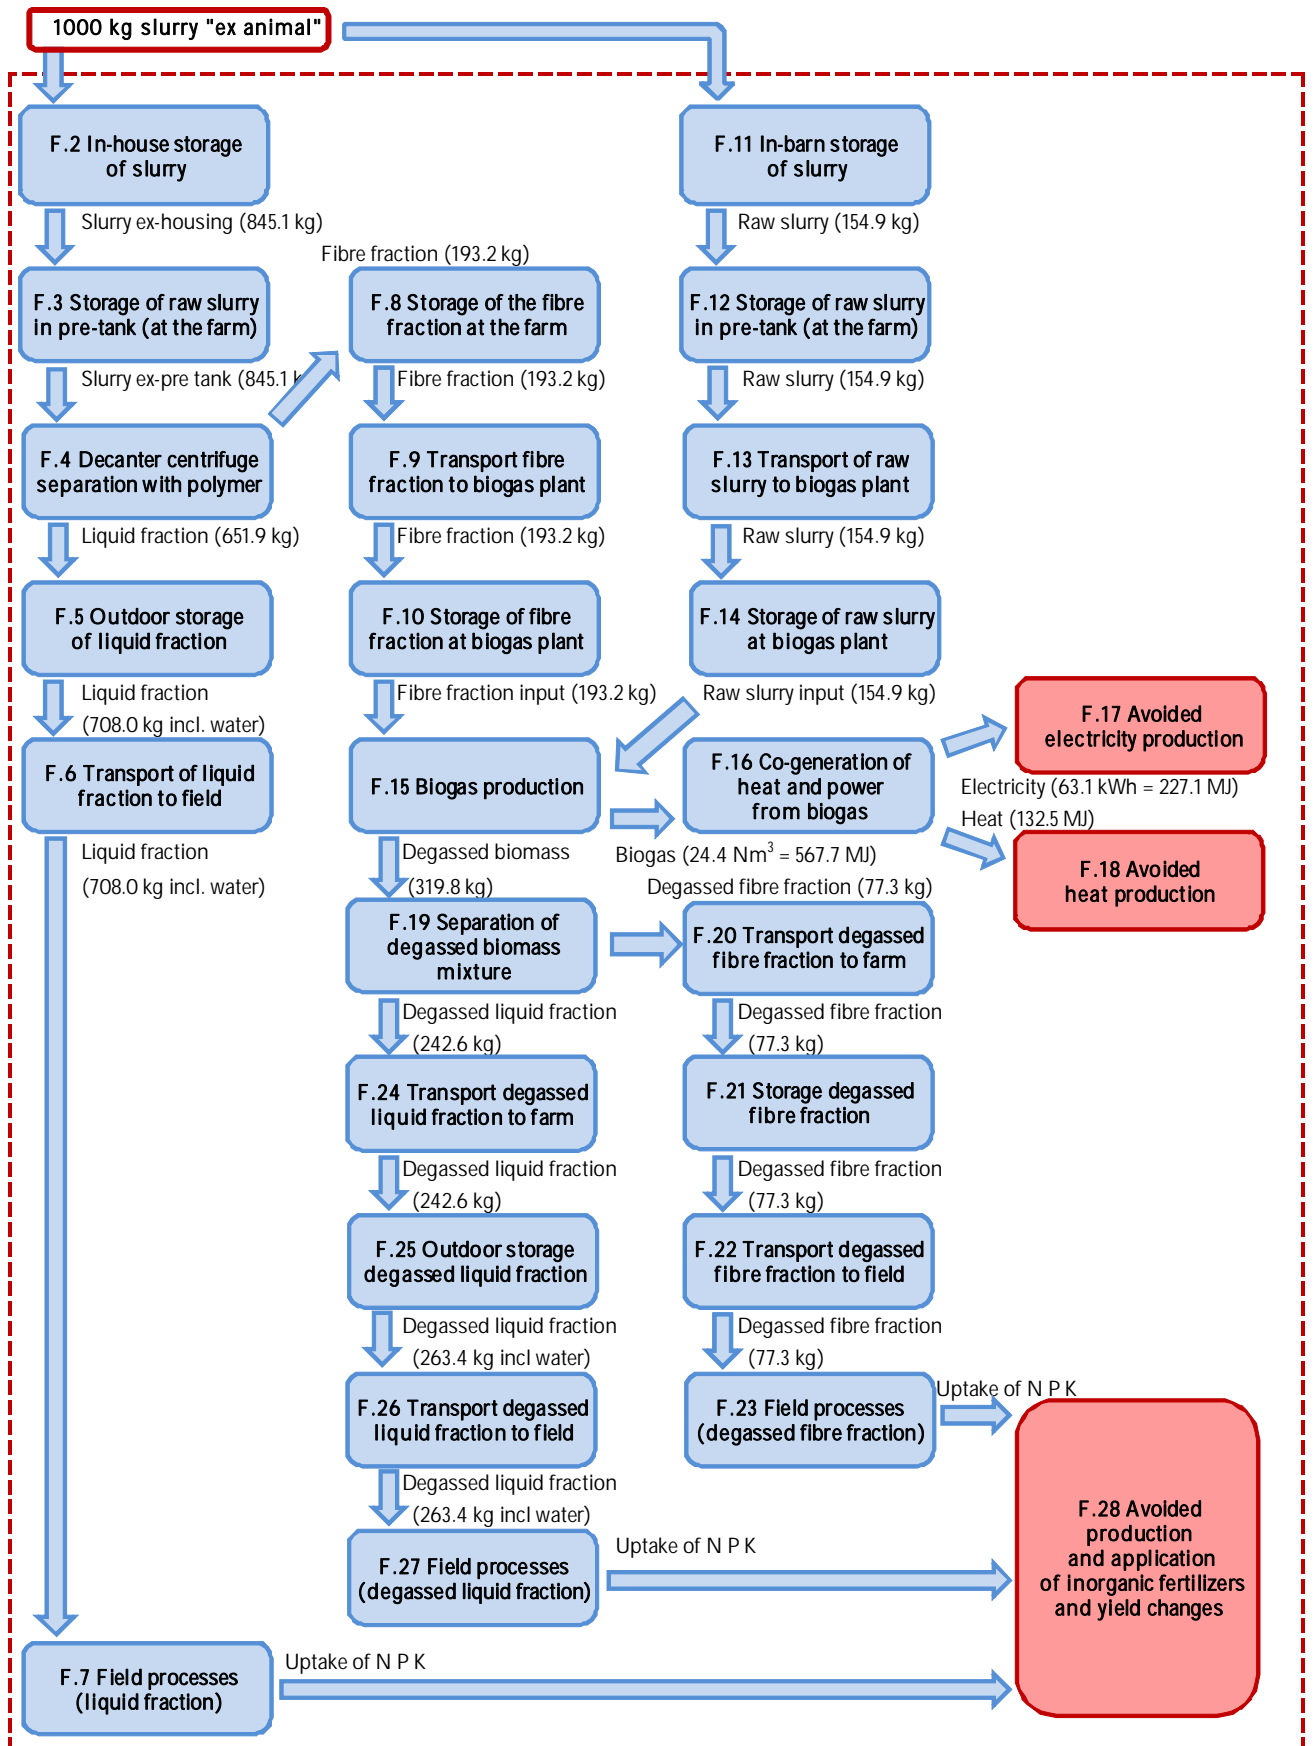 1000 kg slurry "ex animal"
F.2 In-house storage
of slurry
Slurry ex-housing (845.1 kg)
F.3 Storage of raw slurry
in pre-tank (at the farm)
Slurry ex-pre tank (845.1 k
F.4 Decanter centrifuge
separation with polymer
Liquid fraction (651.9 kg)
F.5 Outdoor storage
of liquid fraction
Liquid fraction
(708.0 kg incl. water)
F.6 Transport of liquid
fraction to field
Liquid fraction
(708.0 kg incl. water)
F.7 Field processes
(liquid fraction)
Uptake of N P K
Fibre fraction (193.2 kg)
F.8 Storage of the fibre
fraction at the farm
Fibre fraction (193.2 kg)
F.9 Transport fibre
fraction to biogas plant
Fibre fraction (193.2 kg)
F.10 Storage of fibre
fraction at biogas plant
Fibre fraction input (193.2 kg)
F.11 In-barn storage
of slurry
Raw slurry (154.9 kg)
F.12 Storage of raw slurry
in pre-tank (at the farm)
Raw slurry (154.9 kg)
F.13 Transport of raw
slurry to biogas plant
Raw slurry (154.9 kg)
F.14 Storage of raw slurry
at biogas plant
Raw slurry input (154.9 kg)
F.15 Biogas production
Biogas (24.4 Nm³ = 567.7 MJ)
F.16 Co-generation of
heat and power
from biogas
F.17 Avoided
electricity production
Electricity (63.1 kWh = 227.1 MJ)
Heat (132.5 MJ)
F.18 Avoided
heat production
Degassed biomass
(319.8 kg)
F.19 Separation of
degassed biomass
mixture
Degassed fibre fraction (77.3 kg)
F.20 Transport degassed
fibre fraction to farm
Degassed fibre fraction
(77.3 kg)
F.21 Storage degassed
fibre fraction
Degassed fibre fraction
(77.3 kg)
F.22 Transport degassed
fibre fraction to field
Degassed fibre fraction
(77.3 kg)
F.23 Field processes
(degassed fibre fraction)
Uptake of N P K
Degassed liquid fraction
(242.6 kg)
F.24 Transport degassed
liquid fraction to farm
Degassed liquid fraction
(242.6 kg)
F.25 Outdoor storage
degassed liquid fraction
Degassed liquid fraction
(263.4 kg incl water)
F.26 Transport degassed
liquid fraction to field
Degassed liquid fraction
(263.4 kg incl water)
F.27 Field processes
(degassed liquid fraction)
Uptake of N P K
F.28 Avoided
production
and application
of inorganic fertilizers
and yield changes